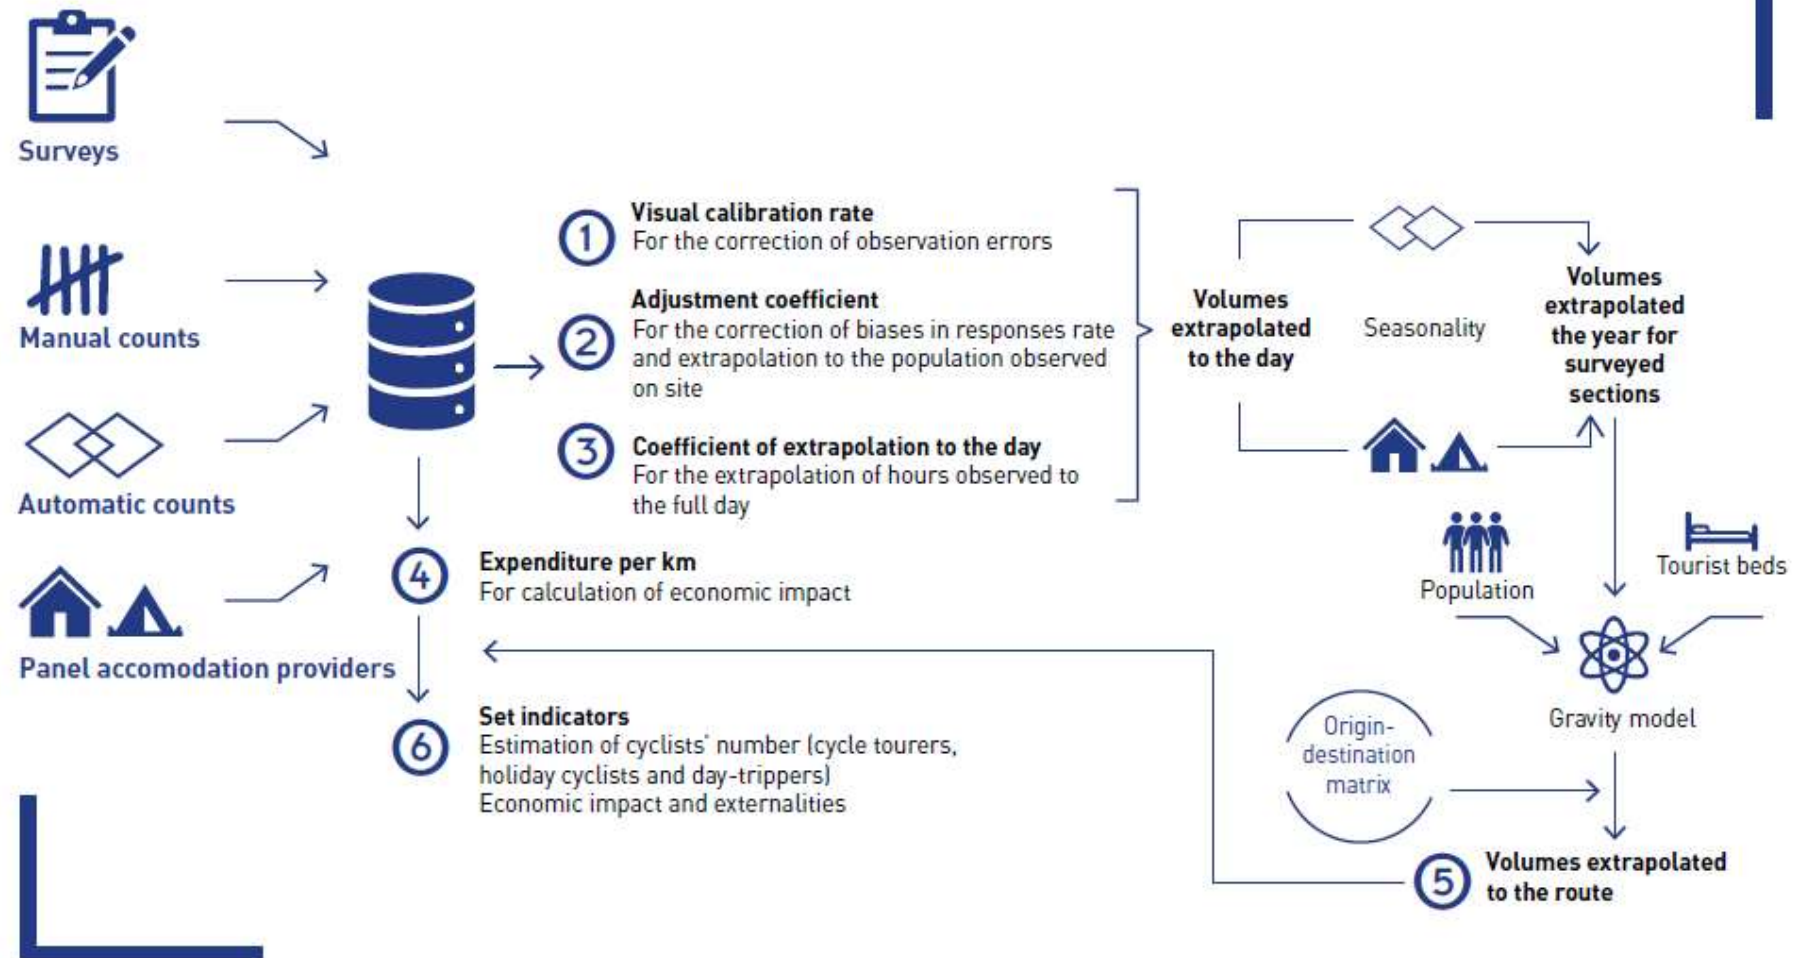 Surveys
Manual counts
Automatic counts
Panel accomodation providers
1
Visual calibration rate
For the correction of observation errors
2
Adjustment coefficient
For the correction of biases in responses rate
and extrapolation to the population observed
on site
3
Coefficient of extrapolation to the day
For the extrapolation of hours observed to
the full day
Volumes
extrapolated
to the day
Seasonality
Volumes
extrapolated
the year for
surveyed
sections
Population
Tourist beds
Gravity model
Origin-
destination
matrix
4
Expenditure per km
For calculation of economic impact
5
Volumes extrapolated
to the route
6
Set indicators
Estimation of cyclists' number (cycle tourers,
holiday cyclists and day-trippers)
Economic impact and externalities